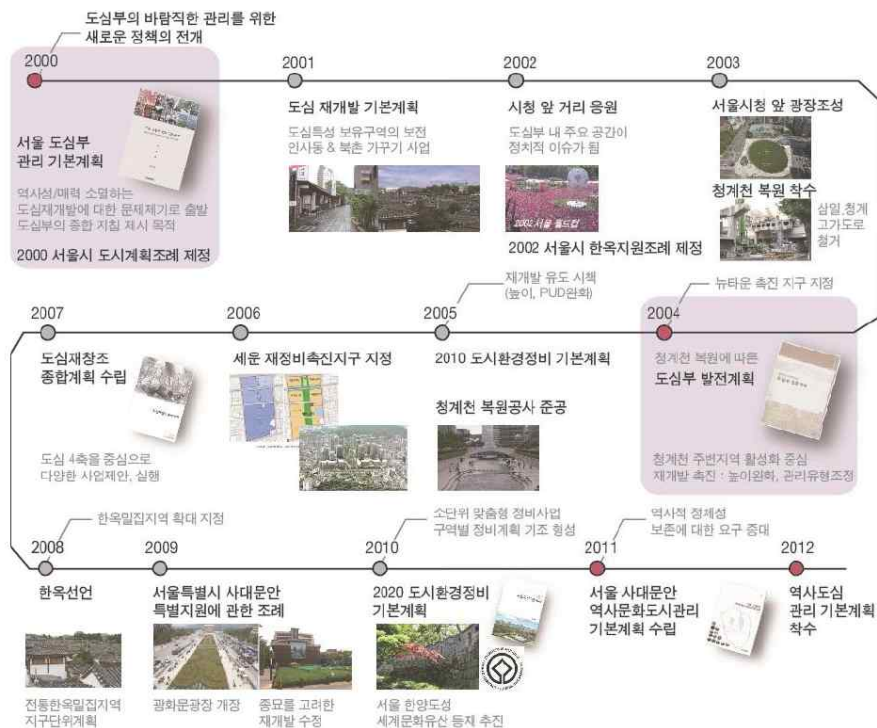 도심부의 바람직한 관리를 위한
새로운 정책의 전개
2000
서울 도심부
관리 기본계획
역사성/매력 소멸하는
도심재개발에 대한 문제제기로 출발
도심부의 종합 지침 제시 목적
2000 서울시 도시계획조례 제정
2001
도심 재개발 기본계획
도심특성 보유구역의 보전
인사동 & 북촌 가꾸기 사업
2002
시청 앞 거리 응원
도심부 내 주요 공간이
정치적 이슈가 됨
2002 서울 월드컵
2002 서울시 한옥지원조례 제정
2003
서울시청 앞 광장조성
청계천 복원 착수
삼일,청계
고가도로
철거
뉴타운 촉진 지구 지정
2004
청계천 복원에 따른
도심부 발전계획
청계천 주변지역 활성화 중심
재개발 촉진 : 높이완화, 관리유형조정
재개발 유도 시책
(높이, PUD완화)
2005
2010 도시환경정비 기본계획
청계천 복원공사 준공
2006
세운 재정비촉진지구 지정
2007
도심재창조
종합계획 수립
도심 4축을 중심으로
다양한 사업제안, 실행
한옥밀집지역 확대 지정
2008
한옥선언
전통한옥밀집지역
지구단위계획
2009
서울특별시 사대문안
특별지원에 관한 조례
광화문광장 개장
종묘를 고려한
재개발 수정
소단위 맞춤형 정비사업
구역별 정비계획 기조 형성
2010
2020 도시환경정비
기본계획
서울 한양도성
세계문화유산 등재 추진
역사적 정체성
보존에 대한 요구 증대
2011
서울 사대문안
역사문화도시관리
기본계획 수립
2012
역사도심
관리 기본계획
착수